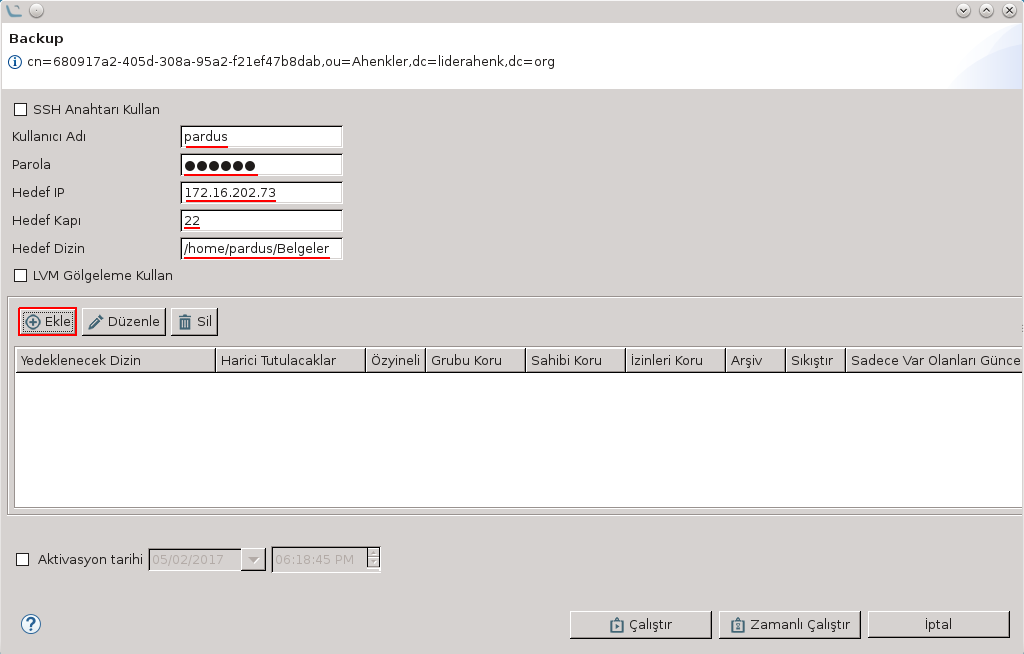 Backup
cn=680917a2-405d-308a-95a2-f21ef47b8dab,ou=Ahenkler,dc=liderahenk,dc=org
SSH Anahtarı Kullan
Kullanıcı Adı pardus
Parola ●●●●●●
Hedef IP 172.16.202.73
Hedef Kapı 22
Hedef Dizin /home/pardus/Belgeler
LVM Gölgeleme Kullan
Ekle Düzenle Sil
Yedeklenecek Dizin Harici Tutulacaklar Özyineli Grubu Koru Sahibi Koru İzinleri Koru Arşiv Sıkıştır Sadece Var Olanları Günce
Aktivasyon tarihi 05/02/2017 06:18:45 PM
Çalıştır Zamanlı Çalıştır İptal